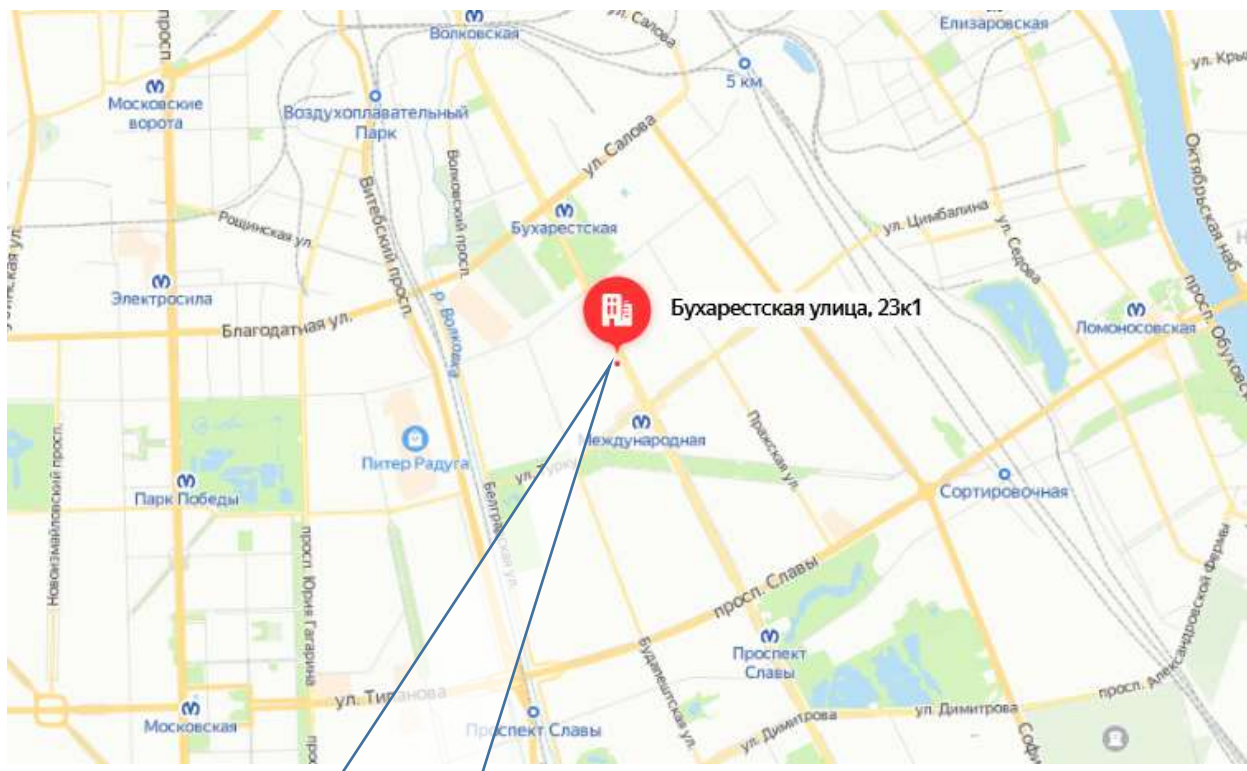 просп.
ул. Салова
Волковская
Елизаровская
5 км
ул. Кры
Московские
ворота
Воздухоплавательный
Парк
ул. Салова
Волковский просп.
Витебский просп.
Октябрьская наб
Рощинская ул.
Бухарестская
ул. Цимбалина
ул. Седова
Электросила
р. Волковка
Бухарестская улица, 23к1
Благодатная ул.
Ломоносовская
просп. Обуховс
Международная
Пражская ул.
Питер Радуга
Новоизмайловский просп.
Парк Победы
Сортировочная
Белградская ул.
просп. Юрия Гагарина
просп. Славы
просп. Александровской фермы
Проспект
Славы
Будапештская ул.
ул. Типанова
Московская
Проспект Славы
ул. Димитрова
ул. Димитрова
Софи